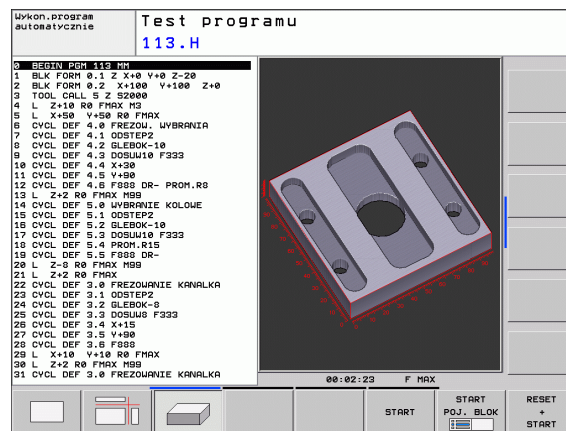 Wykon.program
automatycznie
Test programu
113.H
0 BEGIN PGM 113 MM
1 BLK FORM 0.1 Z X+0 Y+0 Z-20
2 BLK FORM 0.2 X+100 Y+100 Z+0
3 TOOL CALL 5 Z S2000
4 L Z+10 R0 FMAX M3
5 L X+50 Y+50 R0 FMAX
6 CYCL DEF 4.0 FREZOW. WYBRANIA
7 CYCL DEF 4.1 ODSTEP2
8 CYCL DEF 4.2 GLEBOK-10
9 CYCL DEF 4.3 DOSUW10 F333
10 CYCL DEF 4.4 X+30
11 CYCL DEF 4.5 Y+90
12 CYCL DEF 4.6 F888 DR- PROM.R8
13 L Z+2 R0 FMAX M99
14 CYCL DEF 5.0 WYBRANIE KOLOWE
15 CYCL DEF 5.1 ODSTEP2
16 CYCL DEF 5.2 GLEBOK-10
17 CYCL DEF 5.3 DOSUW10 F333
18 CYCL DEF 5.4 PROM.R15
19 CYCL DEF 5.5 F888 DR-
20 L Z-8 R0 FMAX M99
21 L Z+2 R0 FMAX
22 CYCL DEF 3.0 FREZOWANIE KANALKA
23 CYCL DEF 3.1 ODSTEP2
24 CYCL DEF 3.2 GLEBOK-8
25 CYCL DEF 3.3 DOSUW8 F333
26 CYCL DEF 3.4 X+15
27 CYCL DEF 3.5 Y+90
28 CYCL DEF 3.6 F888
29 L X+10 Y+10 R0 FMAX
30 L Z+2 R0 FMAX M99
31 CYCL DEF 3.0 FREZOWANIE KANALKA
00:02:23 F MAX
START
START
POJ. BLOK
RESET
+
START